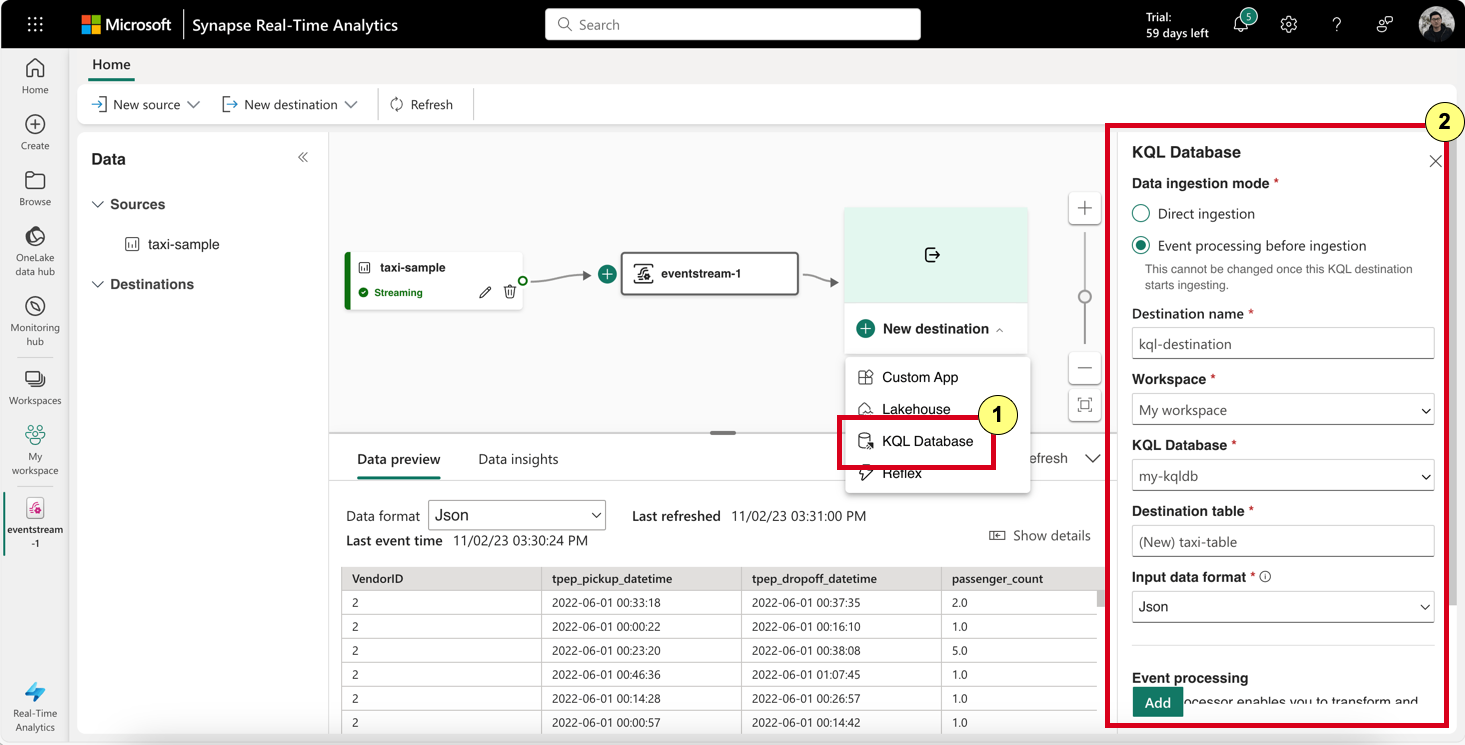 Microsoft
Synapse Real-Time Analytics
Search
Trial:
59 days left
5
?
Home
Create
Browse
OneLake
data hub
Monitoring
hub
Workspaces
My
workspace
eventstream
-1
Real-Time
Analytics
Home
New source
New destination
Refresh
Data
Sources
taxi-sample
Destinations
taxi-sample
Streaming
eventstream-1
New destination
Custom App
Lakehouse
KQL Database
Reflex
1
Data preview
Data insights
efresh
Data format
Json
Last refreshed 11/02/23 03:31:00 PM
Last event time 11/02/23 03:30:24 PM
Show details
VendorID tpep_pickup_datetime tpep_dropoff_datetime passenger_count
2 2022-06-01 00:33:18 2022-06-01 00:37:35 2.0
2 2022-06-01 00:00:22 2022-06-01 00:16:10 1.0
2 2022-06-01 00:23:20 2022-06-01 00:38:08 5.0
2 2022-06-01 00:46:36 2022-06-01 01:07:45 1.0
2 2022-06-01 00:14:28 2022-06-01 00:26:57 1.0
2 2022-06-01 00:00:57 2022-06-01 00:14:42 1.0
2
KQL Database
Data ingestion mode *
Direct ingestion
Event processing before ingestion
This cannot be changed once this KQL destination
starts ingesting.
Destination name *
kql-destination
Workspace *
My workspace
KQL Database *
my-kqldb
Destination table *
(New) taxi-table
Input data format *
Json
Event processing
Add
ocessor enables you to transform and